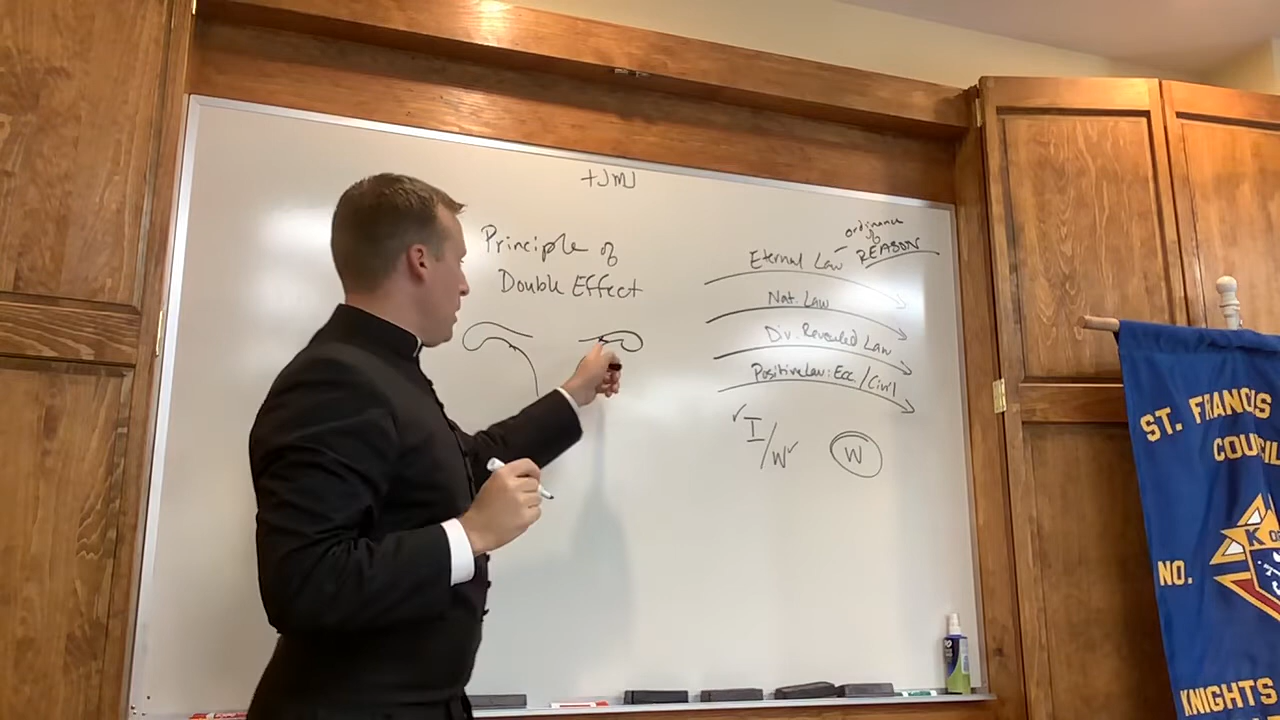 +JMJ
Principle of
Double Effect
ordinance
of
Eternal Law - REASON
Nat. Law
Div. Revealed Law
Positive Law: Ecc./Civil
I/W
W
ST. FRANCIS
COUNCIL
NO.
K OF
KNIGHTS